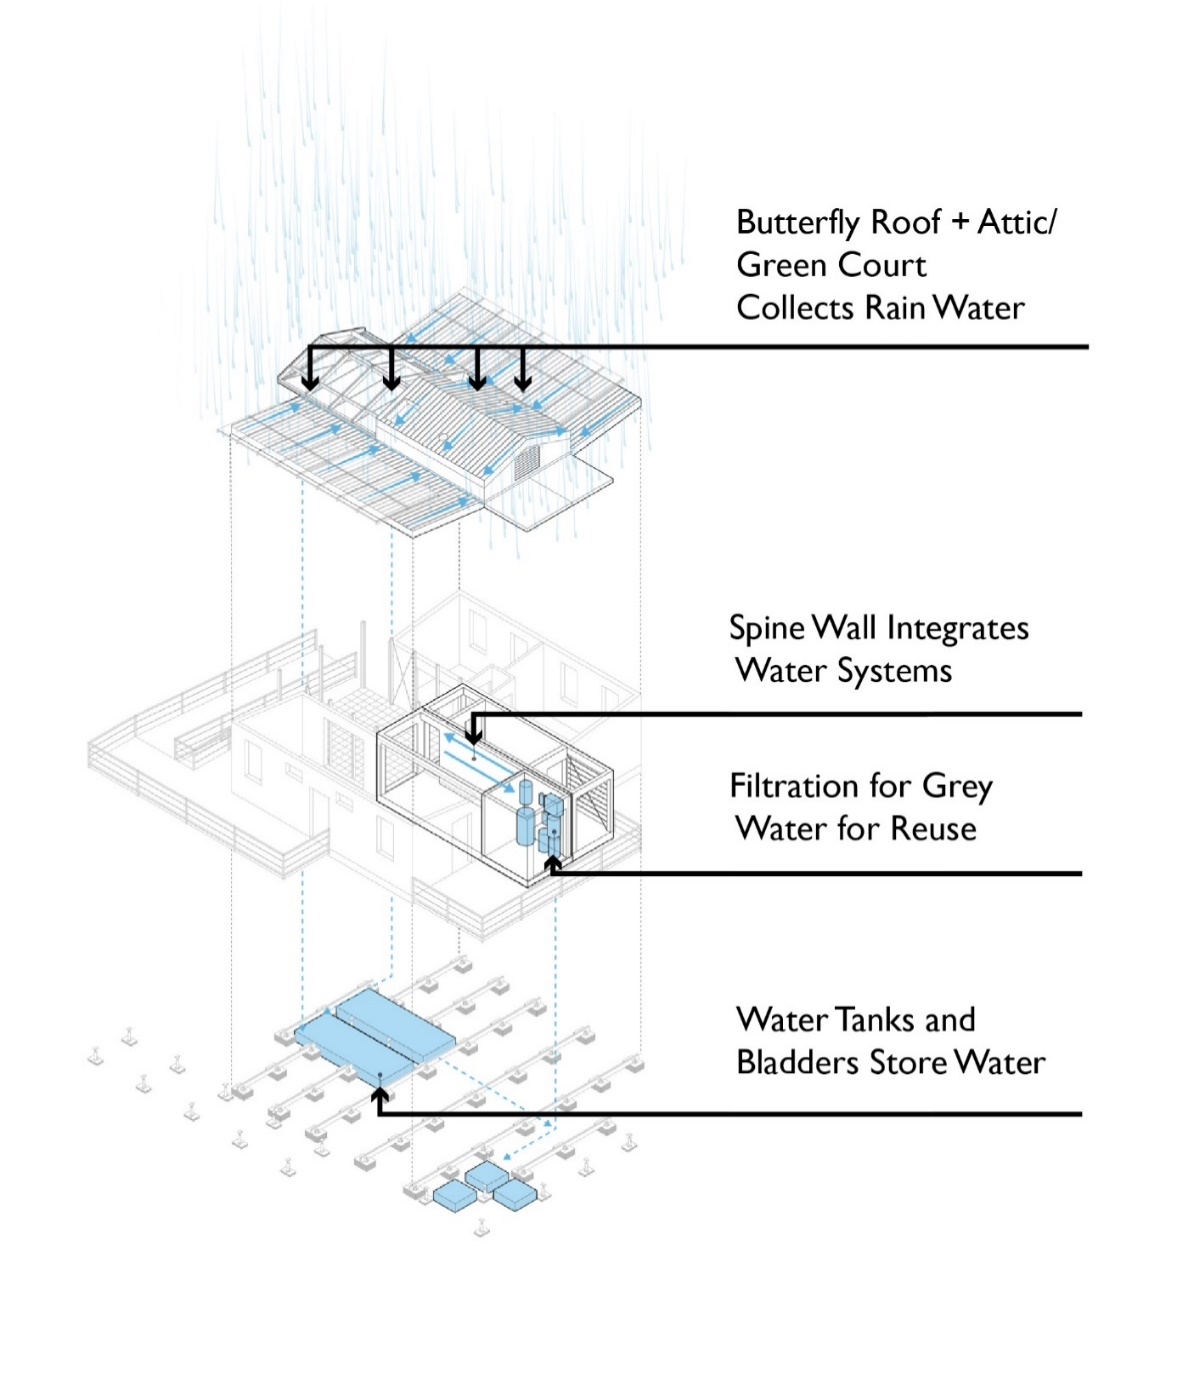 Butterfly Roof + Attic/
Green Court
Collects Rain Water
Spine Wall Integrates
Water Systems
Filtration for Grey
Water for Reuse
Water Tanks and
Bladders Store Water